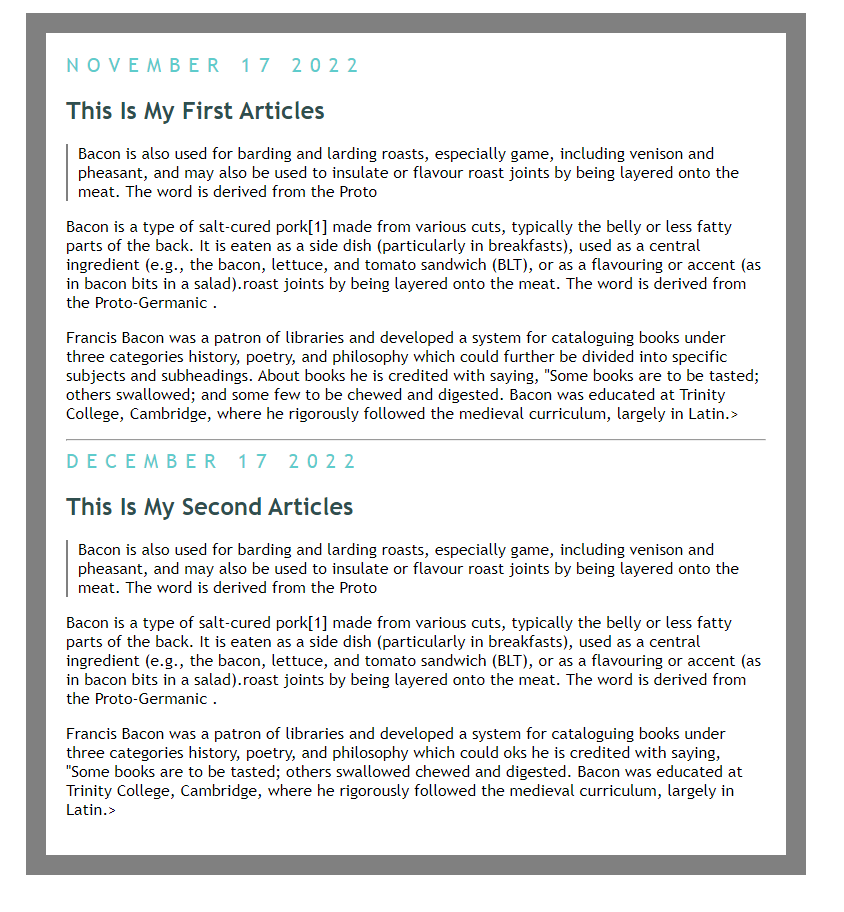 NOVEMBER 17 2022
This Is My First Articles
Bacon is also used for barding and larding roasts, especially game, including venison and
pheasant, and may also be used to insulate or flavour roast joints by being layered onto the
meat. The word is derived from the Proto
Bacon is a type of salt-cured pork[1] made from various cuts, typically the belly or less fatty
parts of the back. It is eaten as a side dish (particularly in breakfasts), used as a central
ingredient (e.g., the bacon, lettuce, and tomato sandwich (BLT), or as a flavouring or accent (as
in bacon bits in a salad).roast joints by being layered onto the meat. The word is derived from
the Proto-Germanic .
Francis Bacon was a patron of libraries and developed a system for cataloguing books under
three categories history, poetry, and philosophy which could further be divided into specific
subjects and subheadings. About books he is credited with saying, "Some books are to be tasted;
others swallowed; and some few to be chewed and digested. Bacon was educated at Trinity
College, Cambridge, where he rigorously followed the medieval curriculum, largely in Latin.>
DECEMBER 17 2022
This Is My Second Articles
Bacon is also used for barding and larding roasts, especially game, including venison and
pheasant, and may also be used to insulate or flavour roast joints by being layered onto the
meat. The word is derived from the Proto
Bacon is a type of salt-cured pork[1] made from various cuts, typically the belly or less fatty
parts of the back. It is eaten as a side dish (particularly in breakfasts), used as a central
ingredient (e.g., the bacon, lettuce, and tomato sandwich (BLT), or as a flavouring or accent (as
in bacon bits in a salad).roast joints by being layered onto the meat. The word is derived from
the Proto-Germanic .
Francis Bacon was a patron of libraries and developed a system for cataloguing books under
three categories history, poetry, and philosophy which could oks he is credited with saying,
"Some books are to be tasted; others swallowed chewed and digested. Bacon was educated at
Trinity College, Cambridge, where he rigorously followed the medieval curriculum, largely in
Latin.>